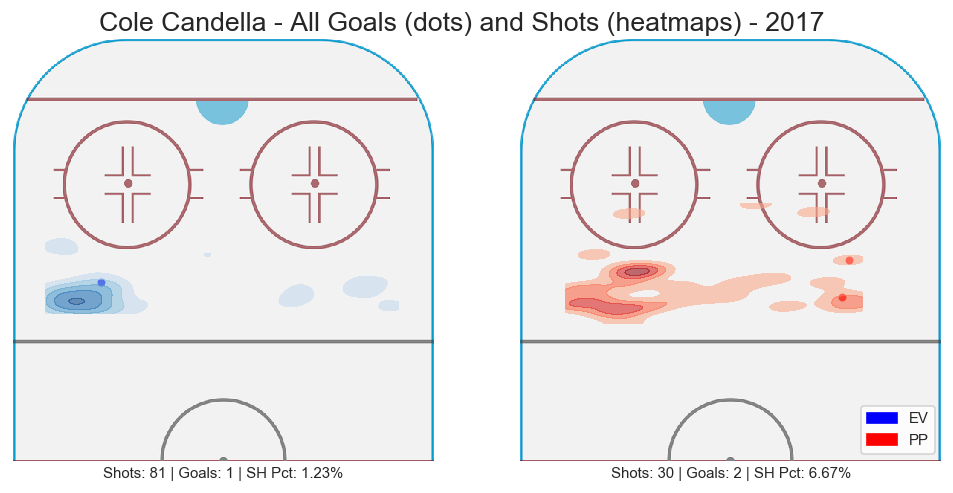 Cole Candella - All Goals (dots) and Shots (heatmaps) - 2017
EV
PP
Shots: 81 | Goals: 1 | SH Pct: 1.23%
Shots: 30 | Goals: 2 | SH Pct: 6.67%